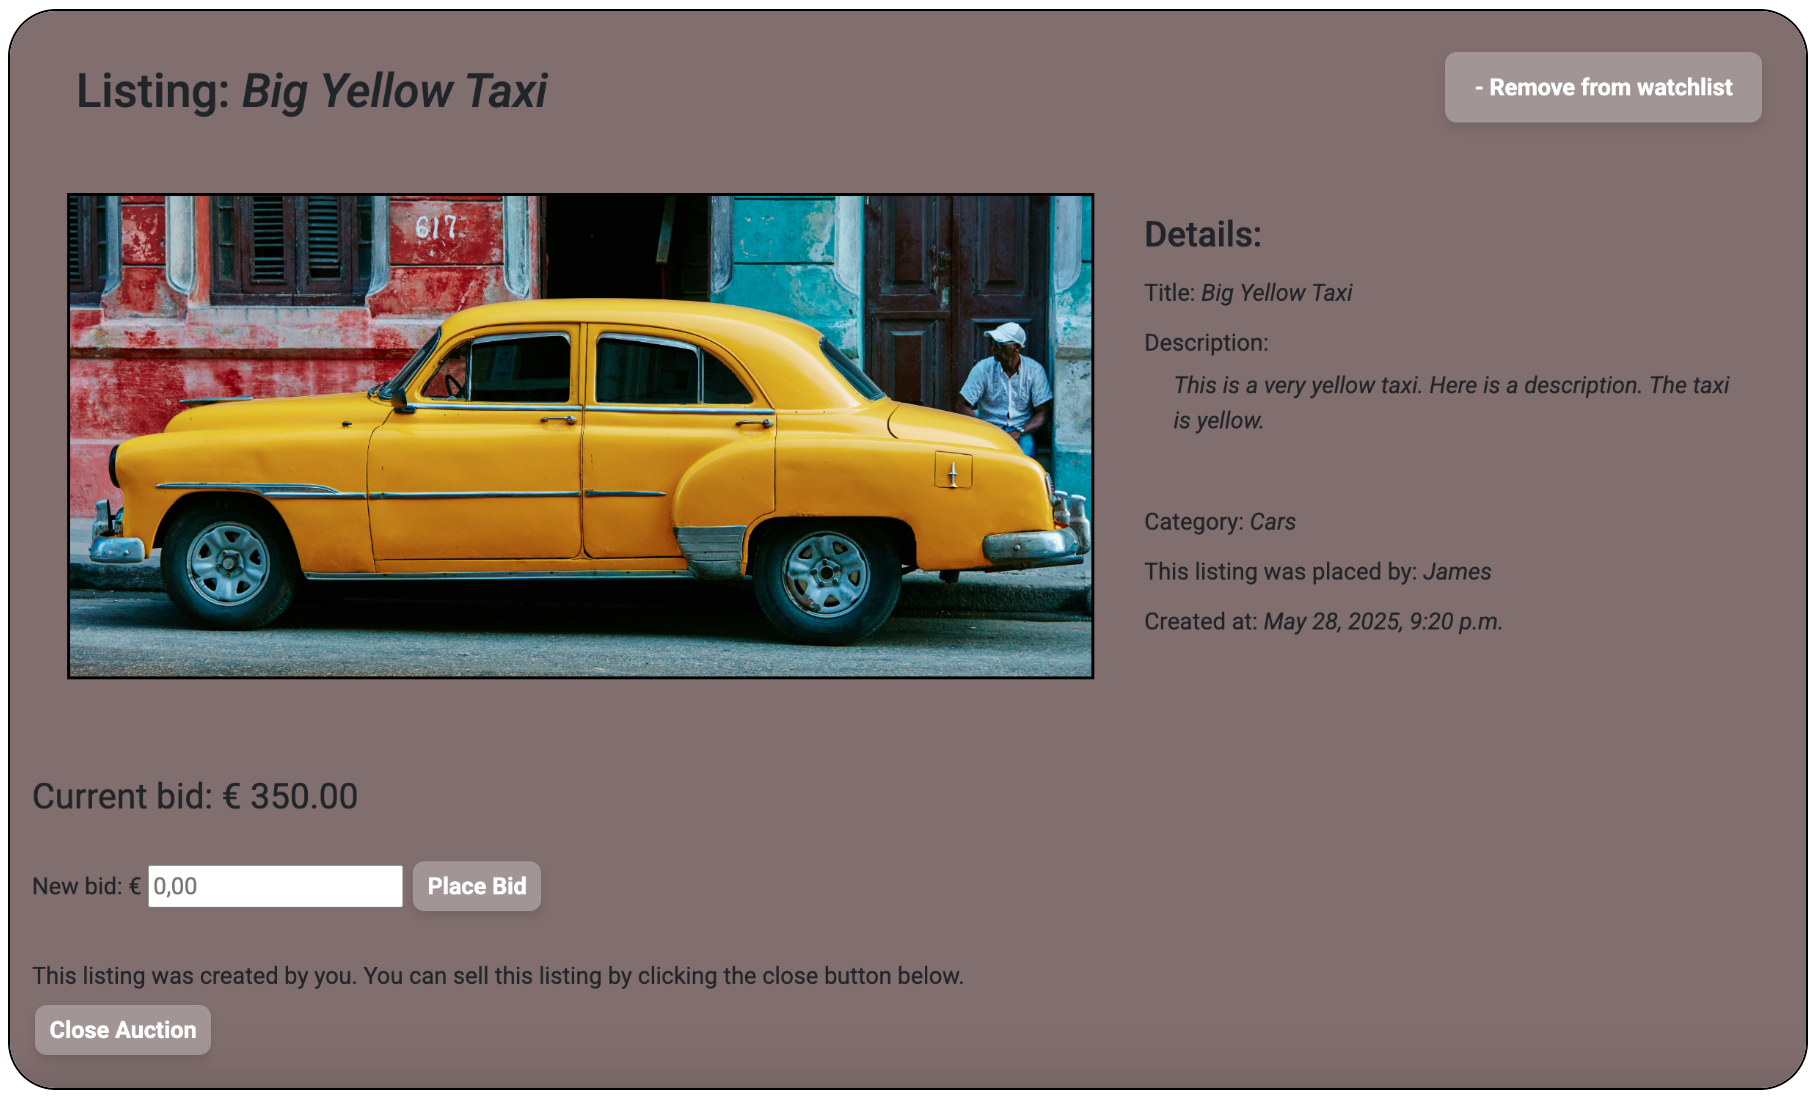 Listing: Big Yellow Taxi
- Remove from watchlist
617
Details:
Title: Big Yellow Taxi
Description:
This is a very yellow taxi. Here is a description. The taxi
is yellow.
Category: Cars
This listing was placed by: James
Created at: May 28, 2025, 9:20 p.m.
Current bid: € 350.00
New bid: € 0,00 Place Bid
This listing was created by you. You can sell this listing by clicking the close button below.
Close Auction